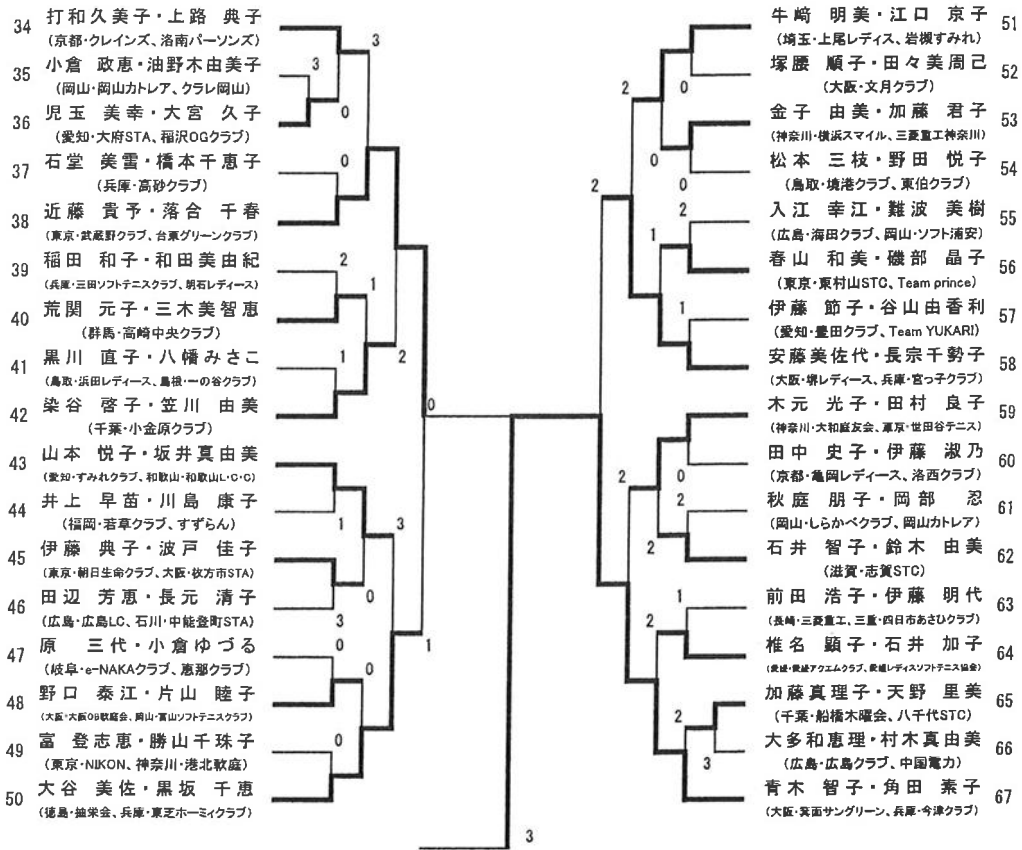 34 打和久美子・上路 典子
(京都・クレインズ、洛南パーソンズ)
35 小倉 政恵・油野木由美子
(岡山・岡山カトレア、クラレ岡山)
36 児玉 美幸・大宮 久子
(愛知・大府STA、稲沢OGクラブ)
37 石堂 美雪・橋本千恵子
(兵庫・高砂クラブ)
38 近藤 貴予・落合 千春
(東京・武蔵野クラブ、台東グリーンクラブ)
39 稲田 和子・和田美由紀
(兵庫・三田ソフトテニスクラブ、明石レディース)
40 荒関 元子・三木美智恵
(群馬・高崎中央クラブ)
41 黒川 直子・八幡みさこ
(鳥取・浜田レディース、島根・一の谷クラブ)
42 染谷 啓子・笠川 由美
(千葉・小金原クラブ)
43 山本 悦子・坂井真由美
(愛知・すみれクラブ、和歌山・和歌山L・C・C)
44 井上 早苗・川島 康子
(福岡・若草クラブ、すずらん)
45 伊藤 典子・波戸 佳子
(東京・朝日生命クラブ、大阪・枚方市STA)
46 田辺 芳恵・長元 清子
(広島・広島LC、石川・中能登町STA)
47 原 三代・小倉ゆづる
(岐阜・e-NAKAクラブ、恵那クラブ)
48 野口 泰江・片山 睦子
(大阪・大阪OB軟庭会、岡山・富山ソフトテニスクラブ)
49 富 登志恵・勝山千珠子
(東京・NIKON、神奈川・港北軟庭)
50 大谷 美佐・黒坂 千恵
(徳島・抽栄会、兵庫・東芝ホーミィクラブ)
3
3
0
0
2
1
1
2
0
1
3
0
3
0
0
0
1
3
牛﨑 明美・江口 京子 51
(埼玉・上尾レディス、岩槻すみれ)
塚腰 順子・田々美周己 52
(大阪・文月クラブ)
金子 由美・加藤 君子 53
(神奈川・横浜スマイル、三菱重工神奈川)
松本 三枝・野田 悦子 54
(鳥取・境港クラブ、東伯クラブ)
入江 幸江・難波 美樹 55
(広島・海田クラブ、岡山・ソフト浦安)
春山 和美・磯部 晶子 56
(東京・東村山STC、Team prince)
伊藤 節子・谷山由香利 57
(愛知・豊田クラブ、Team YUKARI)
安藤美佐代・長宗千勢子 58
(大阪・堺レディース、兵庫・宮っ子クラブ)
木元 光子・田村 良子 59
(神奈川・大和庭友会、東京・世田谷テニス)
田中 史子・伊藤 淑乃 60
(京都・亀岡レディース、洛西クラブ)
秋庭 朋子・岡部 忍 61
(岡山・しらかべクラブ、岡山カトレア)
石井 智子・鈴木 由美 62
(滋賀・志賀STC)
前田 浩子・伊藤 明代 63
(長崎・三菱重工、三重・四日市あさひクラブ)
椎名 顕子・石井 加子 64
(愛媛・愛媛アクエムクラブ、愛媛レディスソフトテニス協会)
加藤真理子・天野 里美 65
(千葉・船橋木曜会、八千代STC)
大多和恵理・村木真由美 66
(広島・広島クラブ、中国電力)
青木 智子・角田 素子 67
(大阪・箕面サングリーン、兵庫・今津クラブ)
2
0
0
0
2
2
1
1
2
0
2
2
1
2
2
3